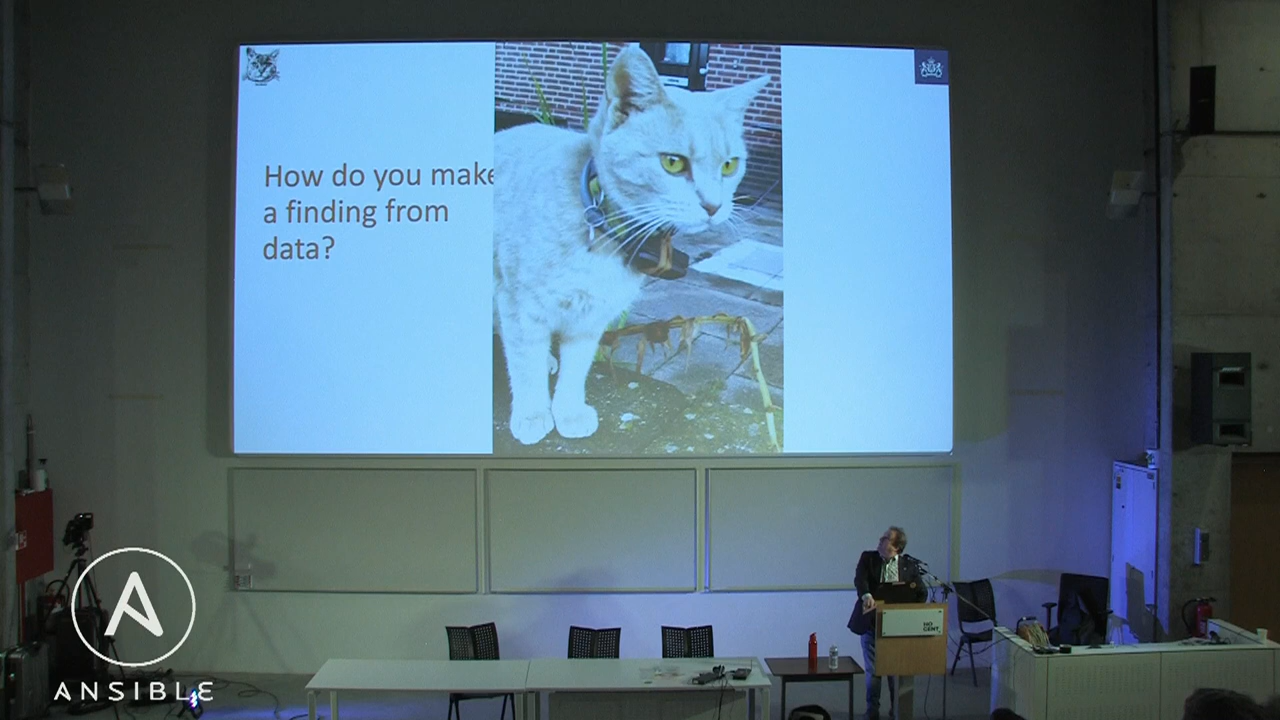 How do you make
a finding from
data?
HO
GENT
ANSIBLE